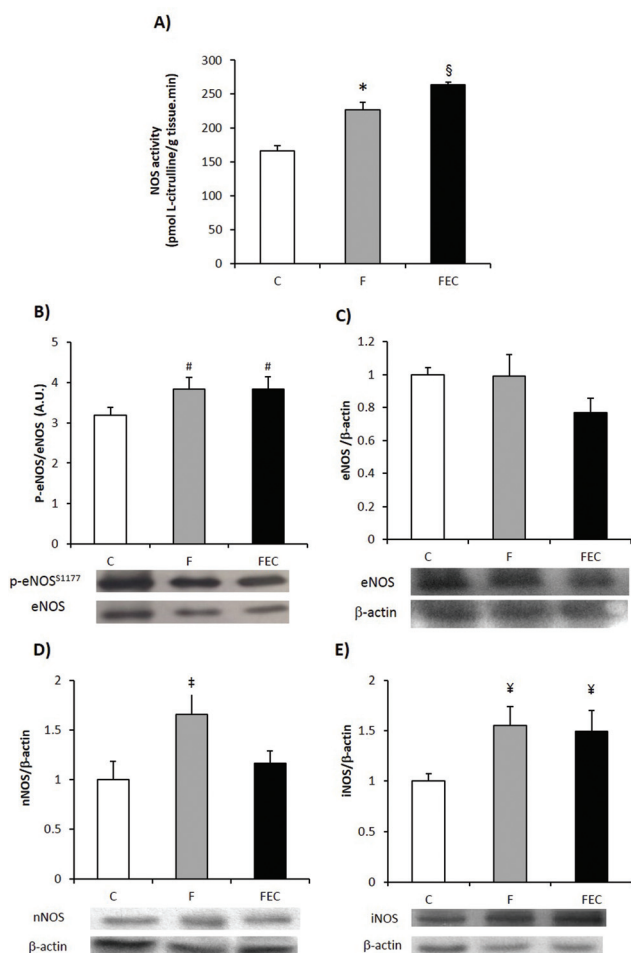 A)
NOS activity
(pmol L-citrulline/g tissue.min)
300
250
200
150
100
50
0
*
§
C F FEC
B)
P-eNOS/eNOS (A.U.)
5
4
3
2
1
0
# #
C F FEC
p-eNOS^S1177
eNOS
C)
eNOS/β-actin
1.2
1
0.8
0.6
0.4
0.2
0
C F FEC
eNOS
β-actin
D)
nNOS/β-actin
2
1.5
1
0.5
0
‡
C F FEC
nNOS
β-actin
E)
iNOS/β-actin
2
1.5
1
0.5
0
¥ ¥
C F FEC
iNOS
β-actin